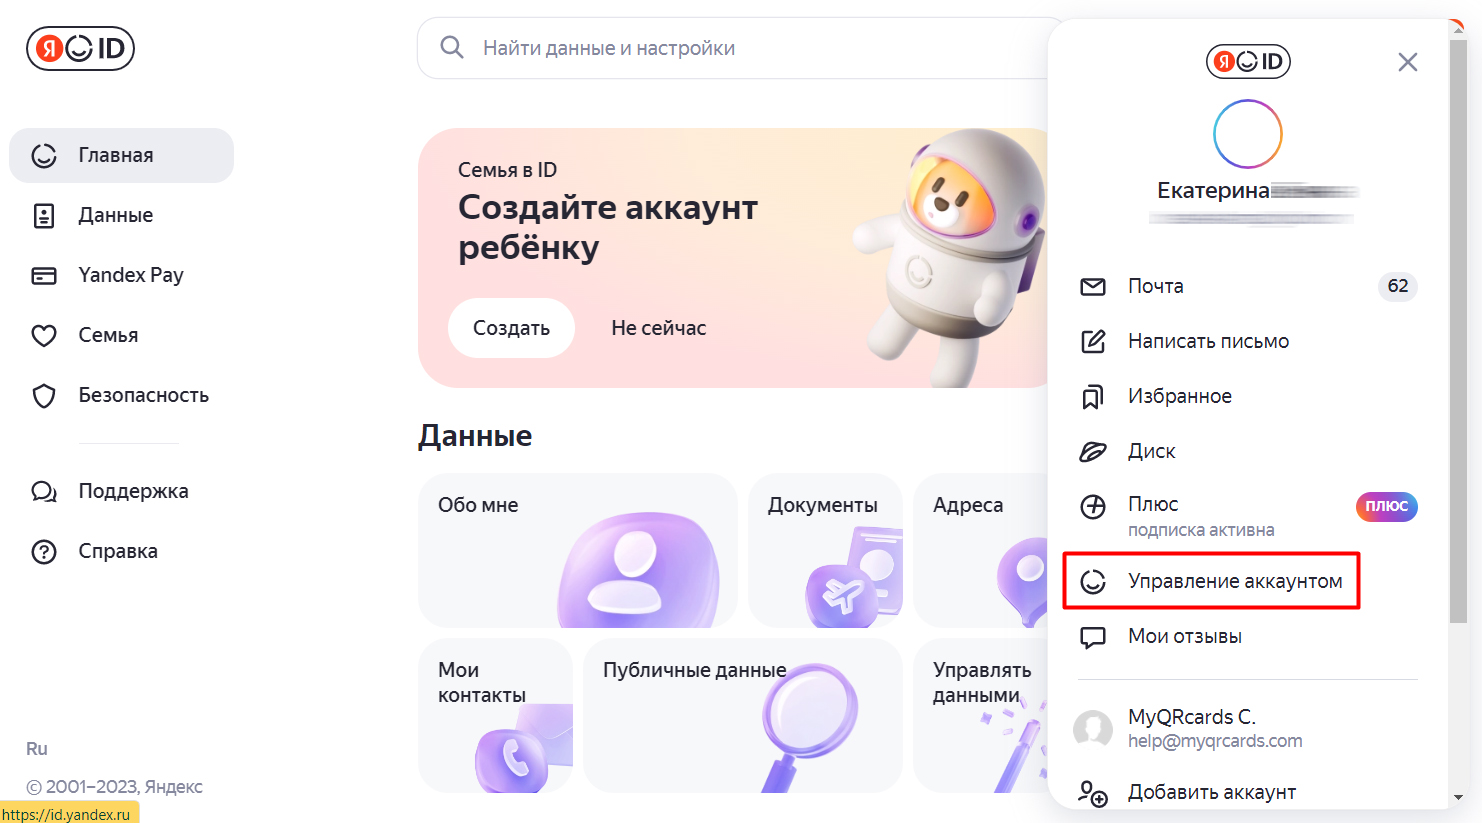 Я ID
Главная
Данные
Yandex Pay
Семья
Безопасность
Поддержка
Справка
Ru
© 2001–2023, Яндекс
https://id.yandex.ru
Найти данные и настройки
Семья в ID
Создайте аккаунт
ребёнку
Создать
Не сейчас
Данные
Обо мне
Документы
Адреса
Мои
контакты
Публичные данные
Управлять
данными
Я ID
Екатерина
Почта 62
Написать письмо
Избранное
Диск
Плюс плюс
подписка активна
Управление аккаунтом
Мои отзывы
MyQRcards C.
help@myqrcards.com
Добавить аккаунт